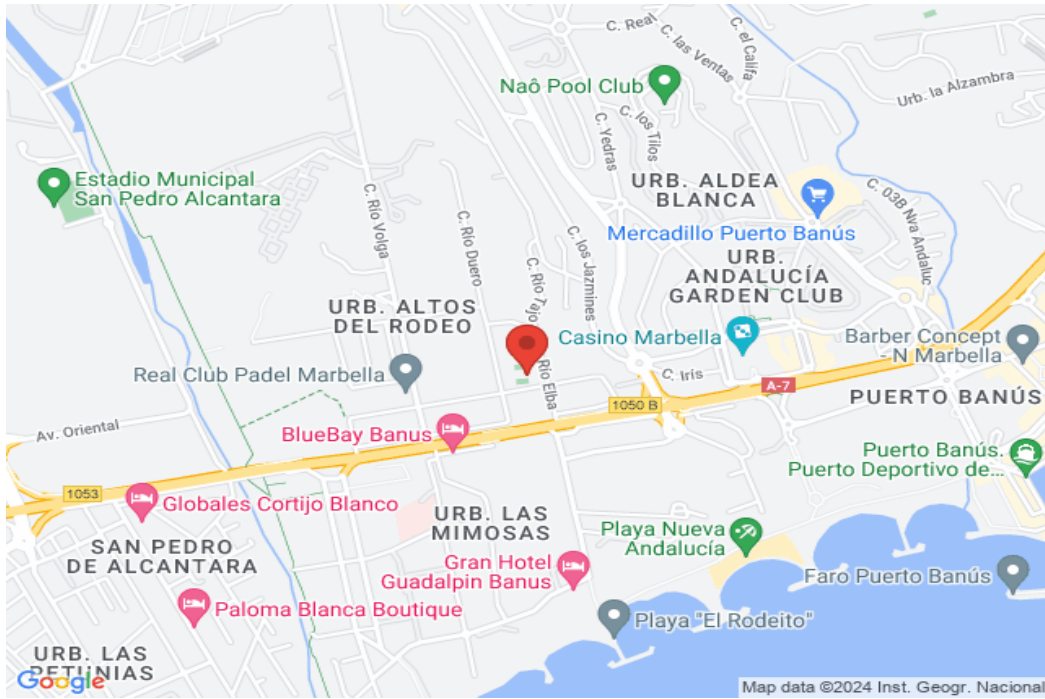 C. Real
C. las Ventas
C. el Califa
Naô Pool Club
Urb. la Alzambra
C. Yedras
C. los Tilos
Estadio Municipal
San Pedro Alcantara
URB. ALDEA
BLANCA
C. 03B Nva Andaluc
C. Río Volga
C. Río Duero
Mercadillo Puerto Banús
C. los Jazmines
C. Río Tajo
URB.
ANDALUCÍA
GARDEN CLUB
URB. ALTOS
DEL RODEO
Casino Marbella
Barber Concept
- N Marbella
Real Club Padel Marbella
Río Elba
C. Iris
A-7
PUERTO BANÚS
1050 B
Av. Oriental
BlueBay Banus
Puerto Banús.
Puerto Deportivo de...
1053
Globales Cortijo Blanco
URB. LAS
MIMOSAS
Playa Nueva
Andalucía
SAN PEDRO
DE ALCANTARA
Gran Hotel
Guadalpin Banus
Faro Puerto Banús
Paloma Blanca Boutique
Playa "El Rodeito"
URB. LAS
PETUNIAS
Google
Map data ©2024 Inst. Geogr. Nacional